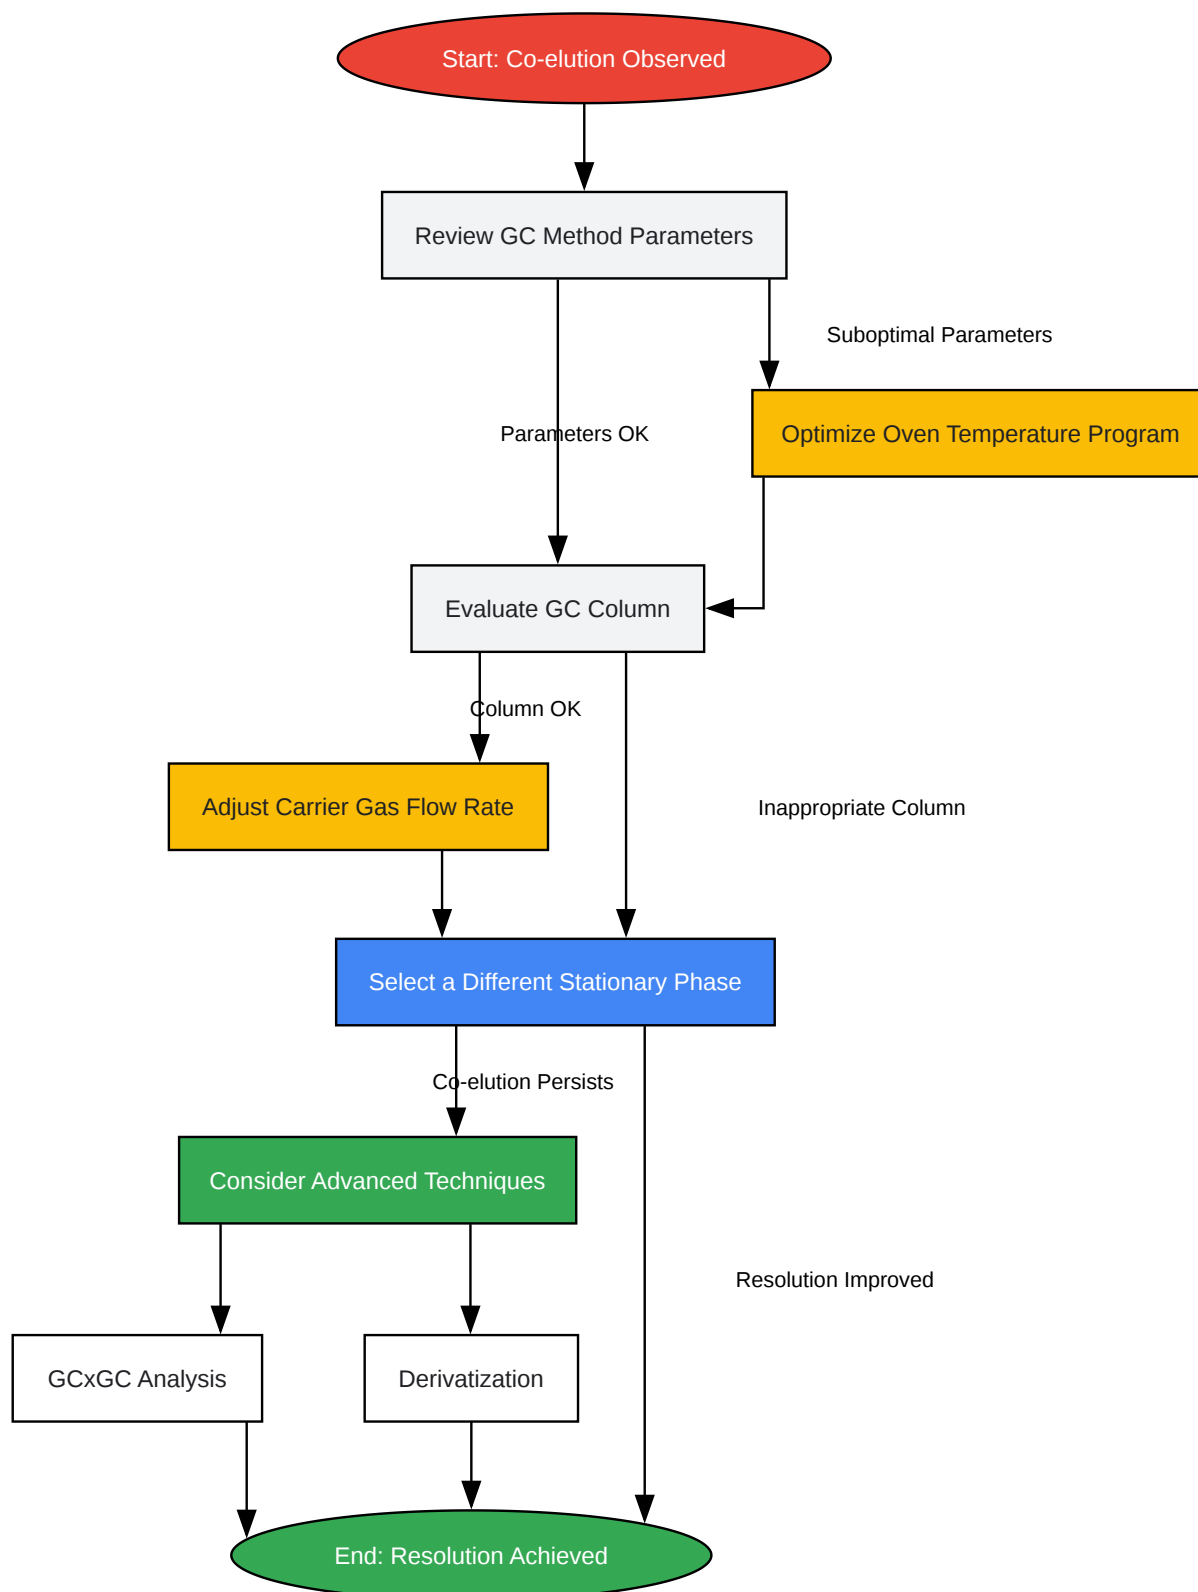 Start: Co-elution Observed
Review GC Method Parameters
Suboptimal Parameters
Parameters OK
Optimize Oven Temperature Program
Evaluate GC Column
Column OK
Adjust Carrier Gas Flow Rate
Inappropriate Column
Select a Different Stationary Phase
Co-elution Persists
Consider Advanced Techniques
Resolution Improved
GCxGC Analysis
Derivatization
End: Resolution Achieved